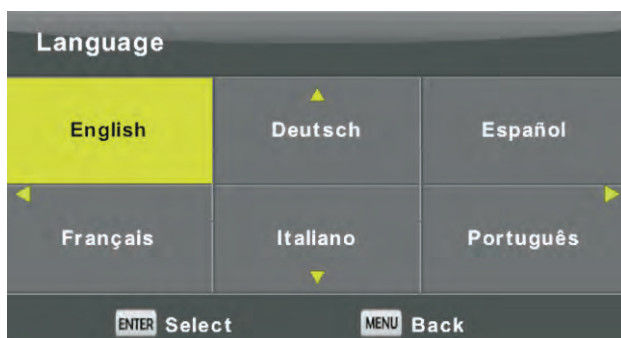 Language
English Deutsch Español
Français Italiano Português
ENTER Select MENU Back